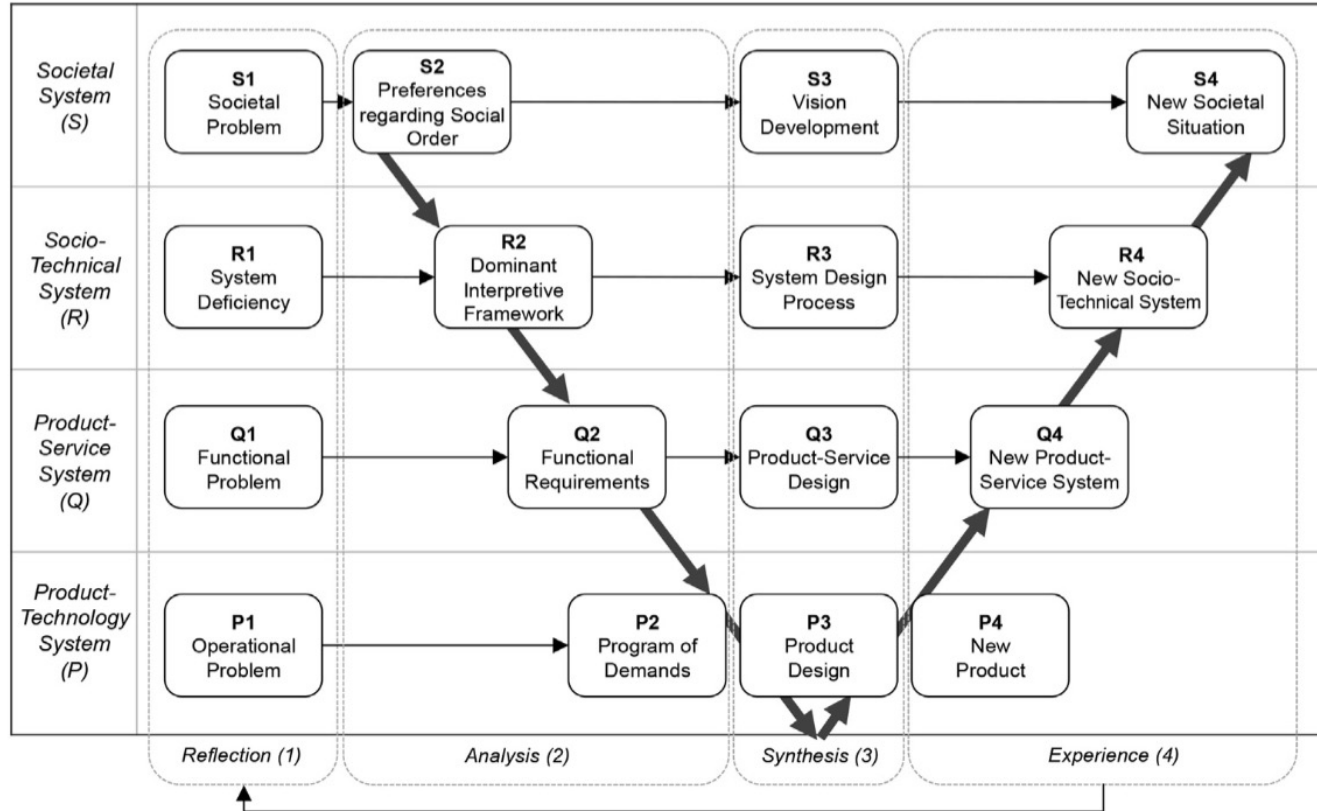 Societal
System
(S)
S1
Societal
Problem
S2
Preferences
regarding Social
Order
S3
Vision
Development
S4
New Societal
Situation
Socio-
Technical
System
(R)
R1
System
Deficiency
R2
Dominant
Interpretive
Framework
R3
System Design
Process
R4
New Socio-
Technical System
Product-
Service
System
(Q)
Q1
Functional
Problem
Q2
Functional
Requirements
Q3
Product-Service
Design
Q4
New Product-
Service System
Product-
Technology
System
(P)
P1
Operational
Problem
P2
Program of
Demands
P3
Product
Design
P4
New
Product
Reflection (1)
Analysis (2)
Synthesis (3)
Experience (4)